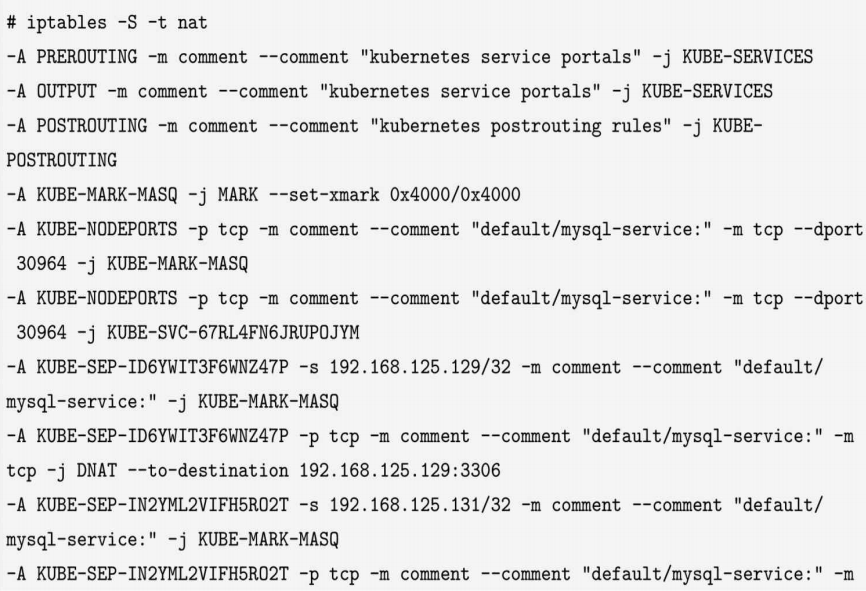 # iptables -S -t nat
-A PREROUTING -m comment --comment "kubernetes service portals" -j KUBE-SERVICES
-A OUTPUT -m comment --comment "kubernetes service portals" -j KUBE-SERVICES
-A POSTROUTING -m comment --comment "kubernetes postrouting rules" -j KUBE-
POSTROUTING
-A KUBE-MARK-MASQ -j MARK --set-xmark 0x4000/0x4000
-A KUBE-NODEPORTS -p tcp -m comment --comment "default/mysql-service:" -m tcp --dport
30964 -j KUBE-MARK-MASQ
-A KUBE-NODEPORTS -p tcp -m comment --comment "default/mysql-service:" -m tcp --dport
30964 -j KUBE-SVC-67RL4FN6JRUPOJYM
-A KUBE-SEP-ID6YWIT3F6WNZ47P -s 192.168.125.129/32 -m comment --comment "default/
mysql-service:" -j KUBE-MARK-MASQ
-A KUBE-SEP-ID6YWIT3F6WNZ47P -p tcp -m comment --comment "default/mysql-service:" -m
tcp -j DNAT --to-destination 192.168.125.129:3306
-A KUBE-SEP-IN2YML2VIFH5RO2T -s 192.168.125.131/32 -m comment --comment "default/
mysql-service:" -j KUBE-MARK-MASQ
-A KUBE-SEP-IN2YML2VIFH5RO2T -p tcp -m comment --comment "default/mysql-service:" -m